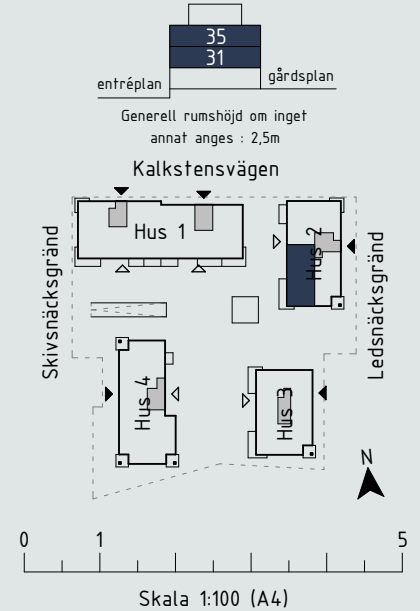 35
31
entréplan
gårdsplan
Generell rumshöjd om inget
annat anges : 2,5m
Kalkstensvägen
Hus 1
Hus 2
Skivsnäcksgränd
Ledsnäcksgränd
Hus 4
Hus 3
N
0 1 5
Skala 1:100 (A4)